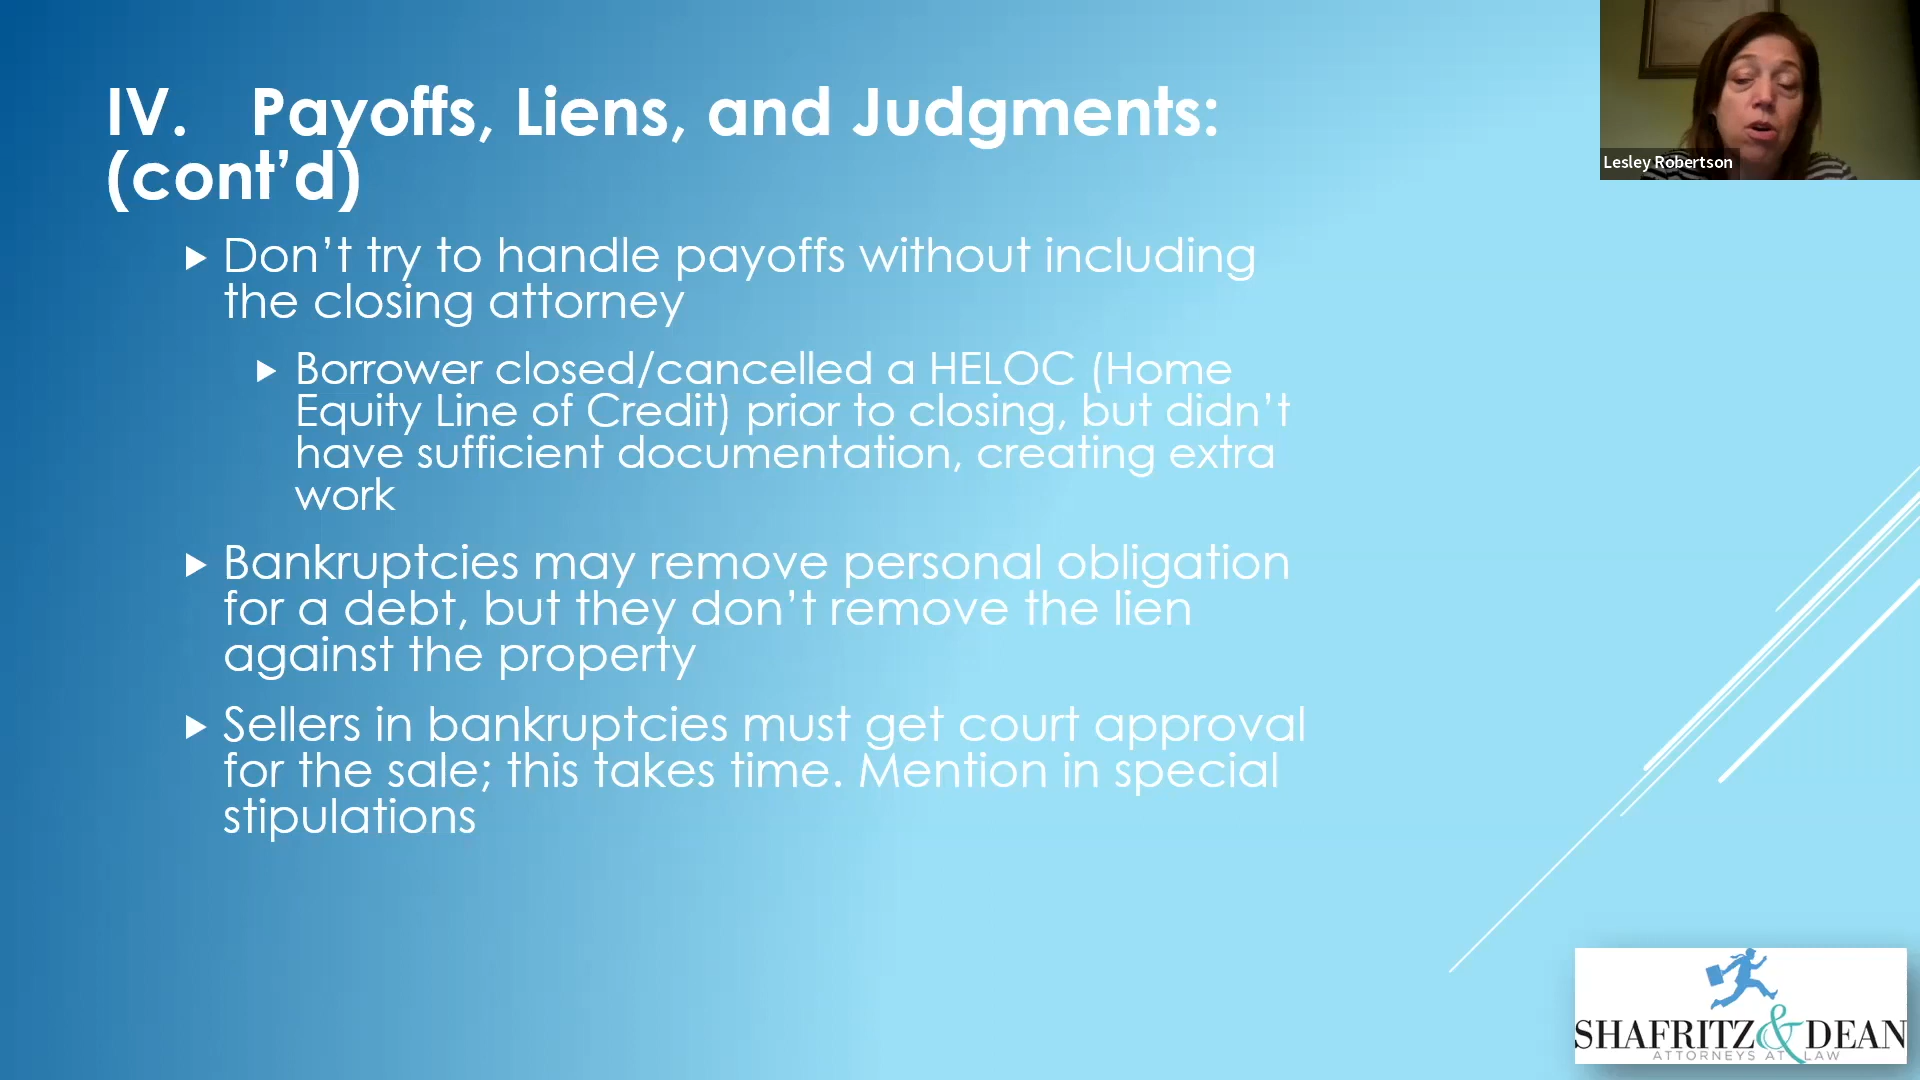 IV. Payoffs, Liens, and Judgments:
(cont’d)
Don’t try to handle payoffs without including
the closing attorney
Borrower closed/cancelled a HELOC (Home
Equity Line of Credit) prior to closing, but didn’t
have sufficient documentation, creating extra
work
Bankruptcies may remove personal obligation
for a debt, but they don’t remove the lien
against the property
Sellers in bankruptcies must get court approval
for the sale; this takes time. Mention in special
stipulations
Lesley Robertson
SHAFRITZ & DEAN
ATTORNEYS AT LAW